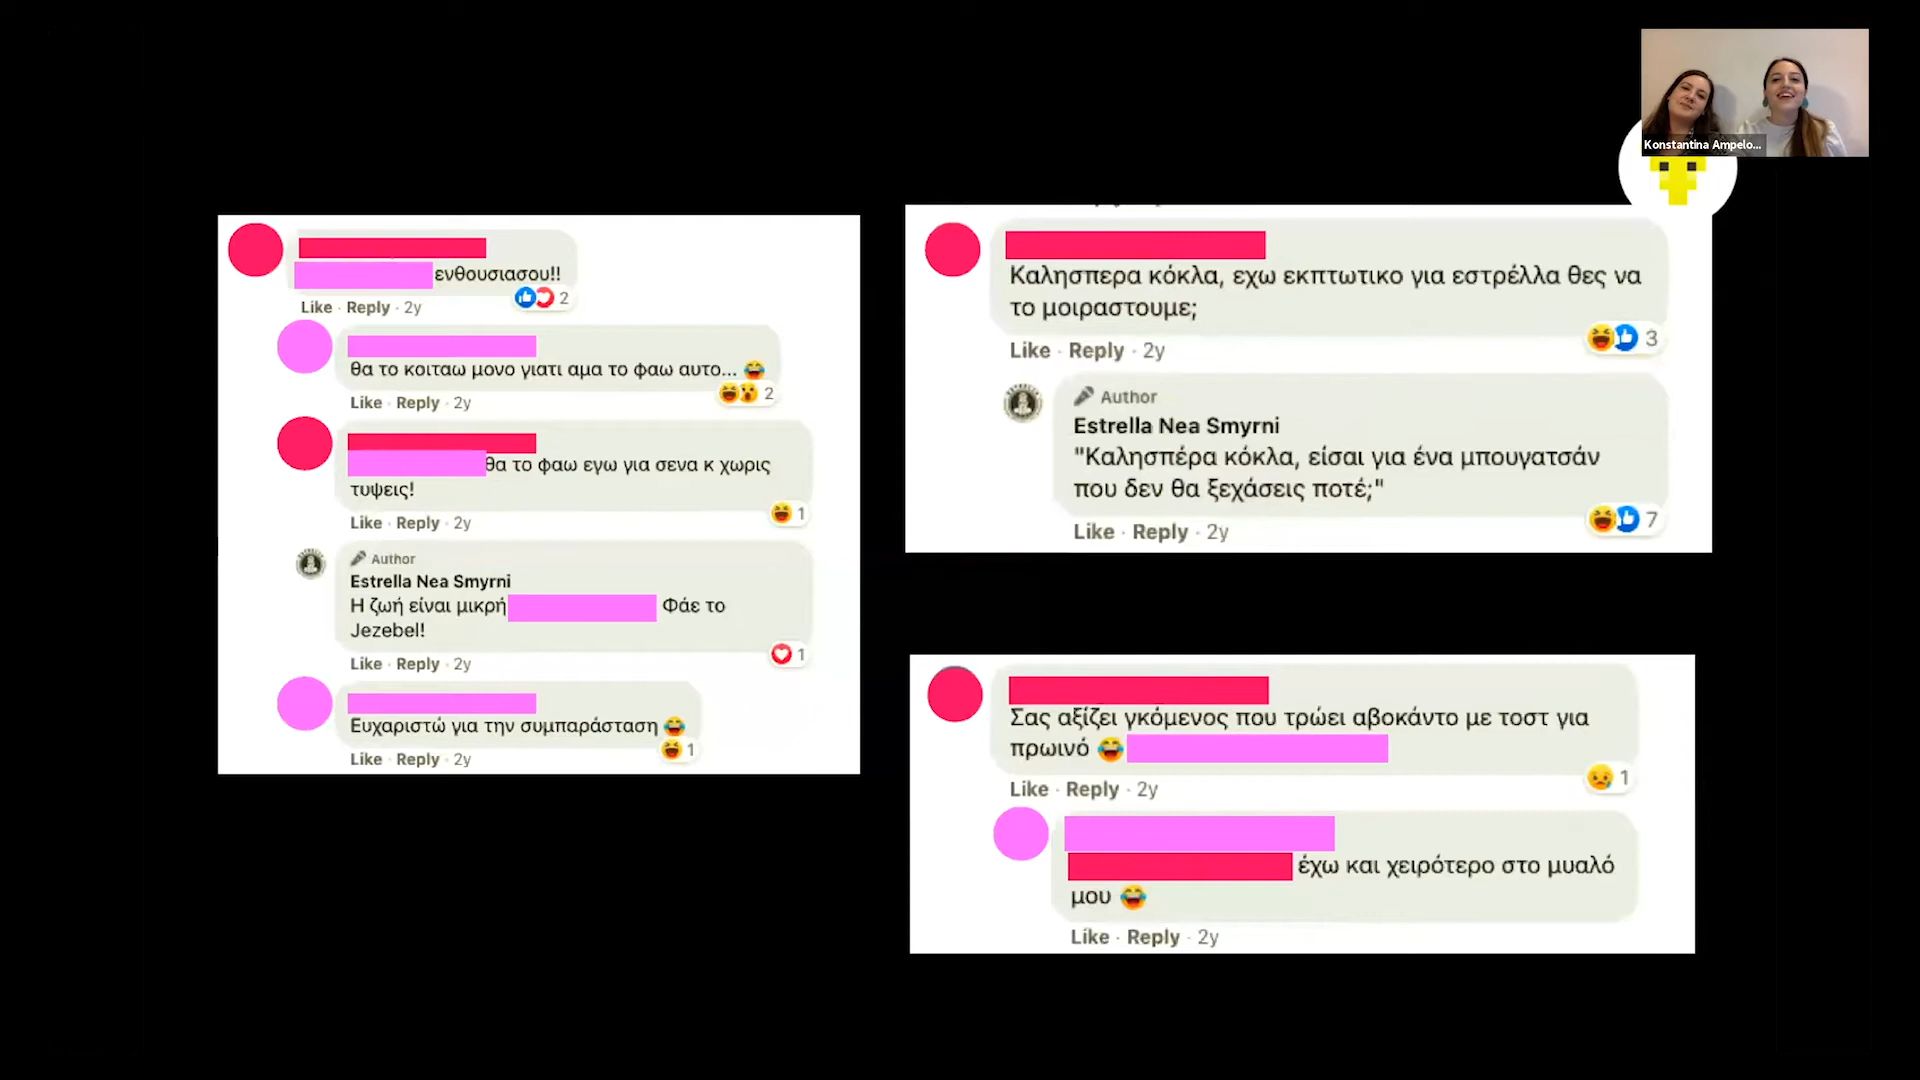 Konstantina Ampelo...
ενθουσιασου!!
Like · Reply · 2y
2
θα το κοιταω μονο γιατι αμα το φαω αυτο... 😂
2
Like · Reply · 2y
θα το φαω εγω για σενα κ χωρις
τυψεις!
1
Like · Reply · 2y
Author
Estrella Nea Smyrni
Η ζωή είναι μικρή Φάε το
Jezebel!
1
Like · Reply · 2y
Ευχαριστώ για την συμπαράσταση 😂
1
Like · Reply · 2y
Καλησπερα κόκλα, εχω εκπτωτικο για εστρέλλα θες να
το μοιραστουμε;
3
Like · Reply · 2y
Author
Estrella Nea Smyrni
"Καλησπέρα κόκλα, είσαι για ένα μπουγατσάν
που δεν θα ξεχάσεις ποτέ;"
7
Like · Reply · 2y
Σας αξίζει γκόμενος που τρώει αβοκάντο με τοστ για
πρωινό 😂
1
Like · Reply · 2y
έχω και χειρότερο στο μυαλό
μου 😂
Like · Reply · 2y